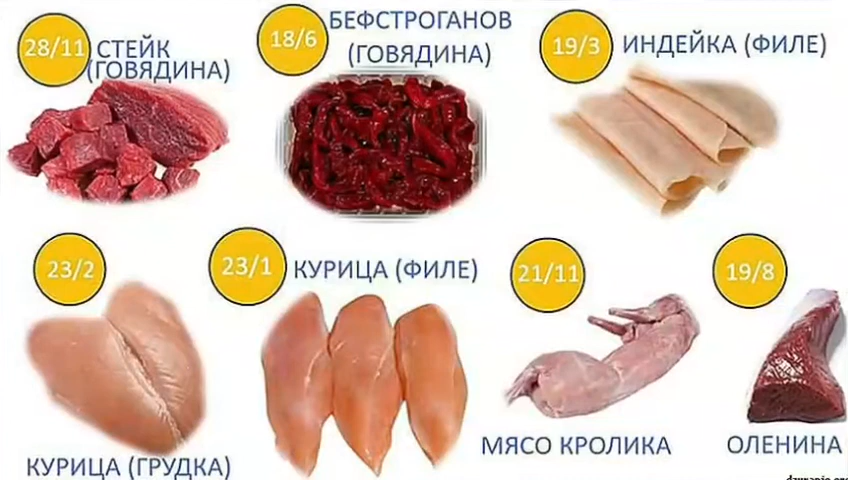 28/11
СТЕЙК
(ГОВЯДИНА)
18/6
БЕФСТРОГАНОВ
(ГОВЯДИНА)
19/3
ИНДЕЙКА (ФИЛЕ)
23/2
КУРИЦА (ГРУДКА)
23/1
КУРИЦА (ФИЛЕ)
21/11
МЯСО КРОЛИКА
19/8
ОЛЕНИНА